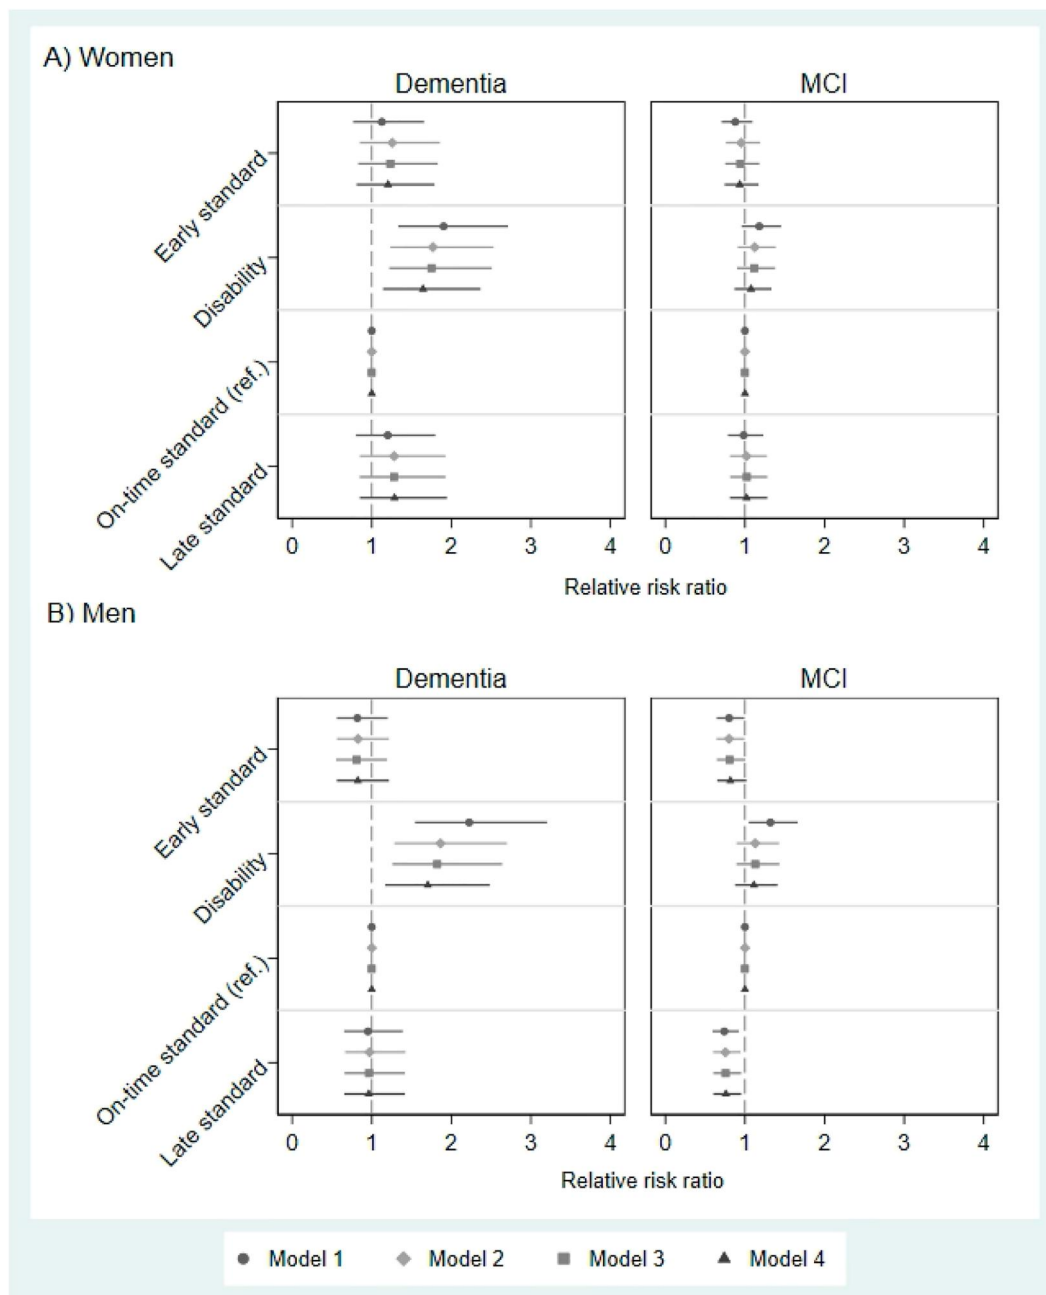 A) Women
Dementia MCI
Early standard
Disability
On-time standard (ref.)
Late standard
0 1 2 3 4 0 1 2 3 4
Relative risk ratio
B) Men
Dementia MCI
Early standard
Disability
On-time standard (ref.)
Late standard
0 1 2 3 4 0 1 2 3 4
Relative risk ratio
Model 1 Model 2 Model 3 Model 4